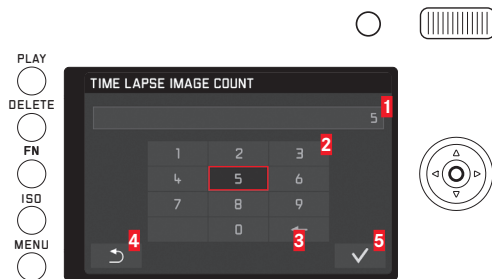 PLAY
DELETE
FN
ISO
MENU
TIME LAPSE IMAGE COUNT
5 1
1 2 3 2
4 5 6
7 8 9
0 3
4 5